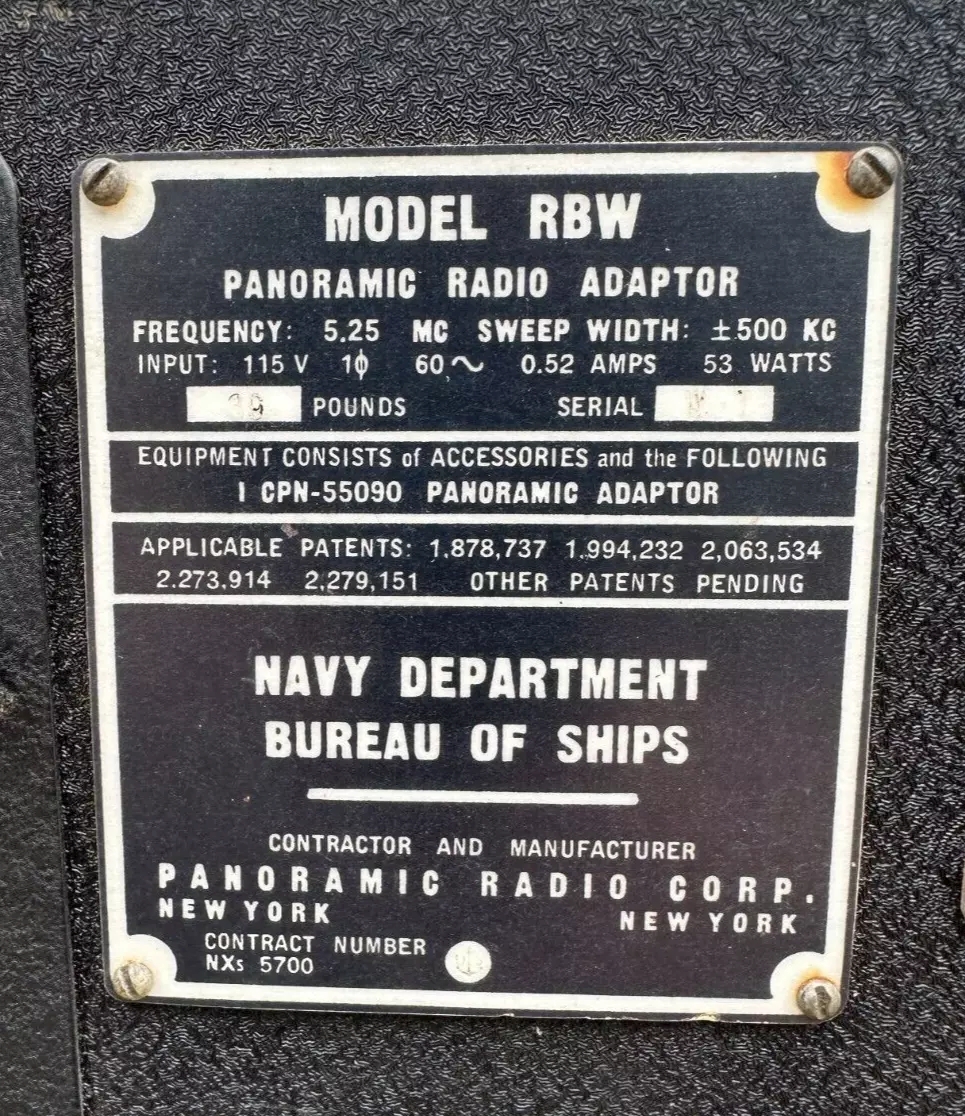 MODEL RBW
PANORAMIC RADIO ADAPTOR
FREQUENCY: 5.25 MC SWEEP WIDTH: ±500 KC
INPUT: 115 V 1ϕ 60~ 0.52 AMPS 53 WATTS
POUNDS SERIAL
EQUIPMENT CONSISTS of ACCESSORIES and the FOLLOWING
1 CPN-55090 PANORAMIC ADAPTOR
APPLICABLE PATENTS: 1,878,737 1,994,232 2,063,534
2,273,914 2,279,151 OTHER PATENTS PENDING
NAVY DEPARTMENT
BUREAU OF SHIPS
CONTRACTOR AND MANUFACTURER
PANORAMIC RADIO CORP.
NEW YORK NEW YORK
CONTRACT NUMBER
NXs 5700